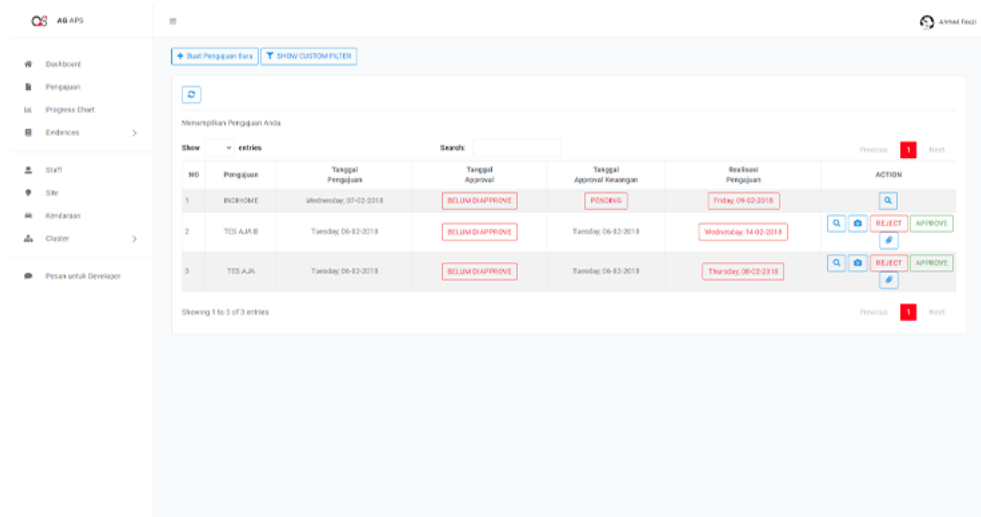 AG APS
Ahmad Fauzi
Dashboard
Pengajuan
Progress Chart
Evidences
Staff
Site
Kendaraan
Cluster
Pesan untuk Developer
Buat Pengajuan Baru
SHOW CUSTOM FILTER
Menampilkan Pengajuan Anda
Show entries
Search:
Previous 1 Next
NO Pengajuan Tanggal Pengajuan Tanggal Approval Tanggal Approval Keuangan Realisasi Pengajuan ACTION
1 INDIHOME Wednesday, 07-02-2018 BELUM DIAPPROVE PENDING Friday, 09-02-2018
2 TES AJA B Tuesday, 06-02-2018 BELUM DIAPPROVE Tuesday, 06-02-2018 Wednesday, 14-02-2018 REJECT APPROVE
3 TES AJA Tuesday, 06-02-2018 BELUM DIAPPROVE Tuesday, 06-02-2018 Thursday, 08-02-2018 REJECT APPROVE
Showing 1 to 3 of 3 entries
Previous 1 Next